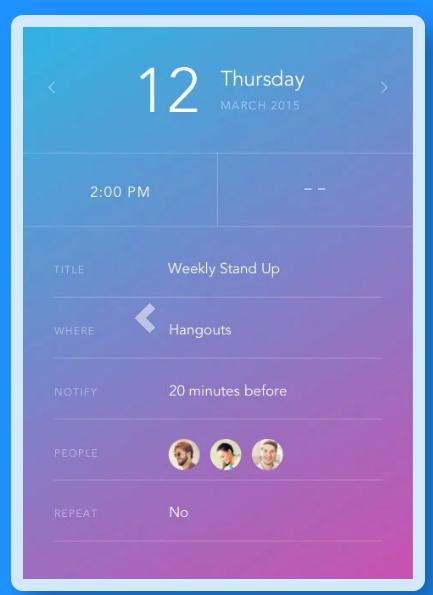 12 Thursday
MARCH 2015
2:00 PM
– –
TITLE Weekly Stand Up
WHERE Hangouts
NOTIFY 20 minutes before
PEOPLE
REPEAT No